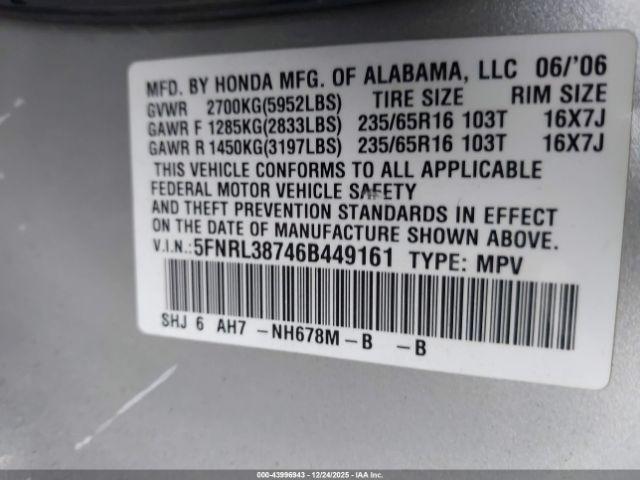 MFD. BY HONDA MFG. OF ALABAMA, LLC 06/'06
GVWR 2700KG(5952LBS) TIRE SIZE RIM SIZE
GAWR F 1285KG(2833LBS) 235/65R16 103T 16X7J
GAWR R 1450KG(3197LBS) 235/65R16 103T 16X7J
THIS VEHICLE CONFORMS TO ALL APPLICABLE
FEDERAL MOTOR VEHICLE SAFETY
AND THEFT PREVENTION STANDARDS IN EFFECT
ON THE DATE OF MANUFACTURE SHOWN ABOVE.
V.I.N.:5FNRL38746B449161 TYPE: MPV
SHJ 6 AH7 -NH678M-B -B
000-43996943 - 12/24/2025 - COPYRIGHT IAA, LLC